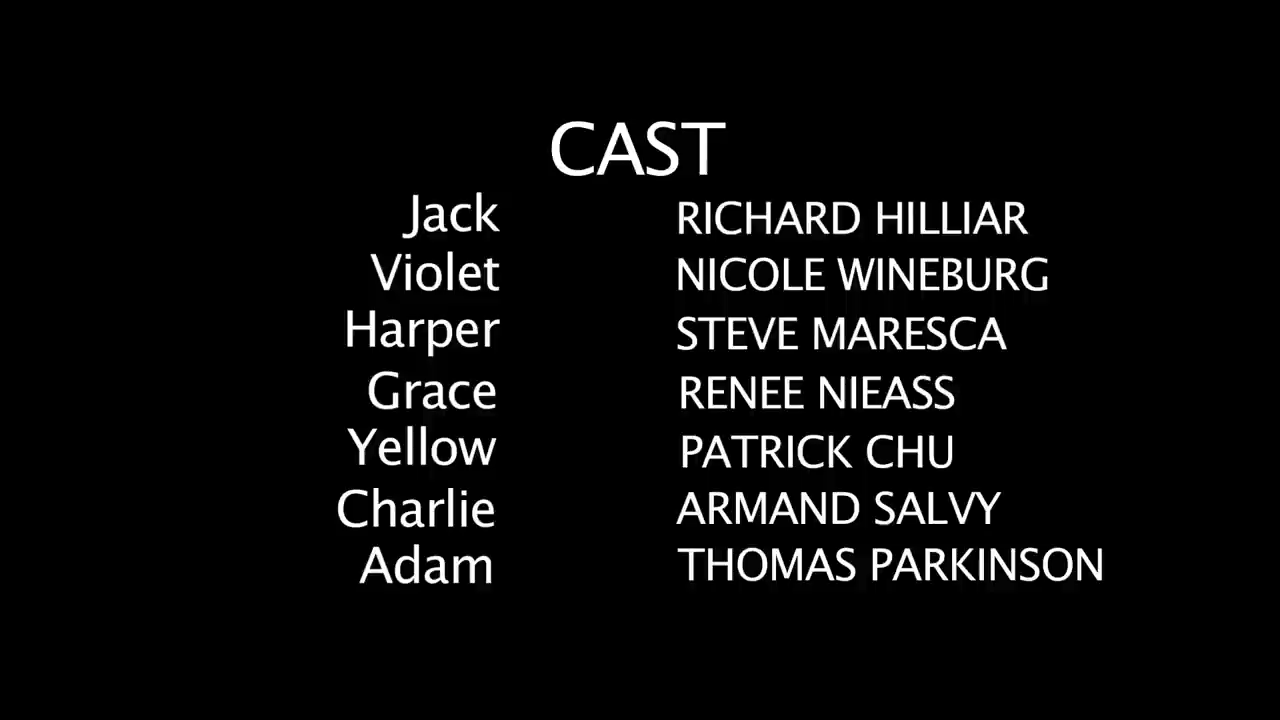 CAST
Jack RICHARD HILLIAR
Violet NICOLE WINEBURG
Harper STEVE MARESCA
Grace RENEE NIEASS
Yellow PATRICK CHU
Charlie ARMAND SALVY
Adam THOMAS PARKINSON